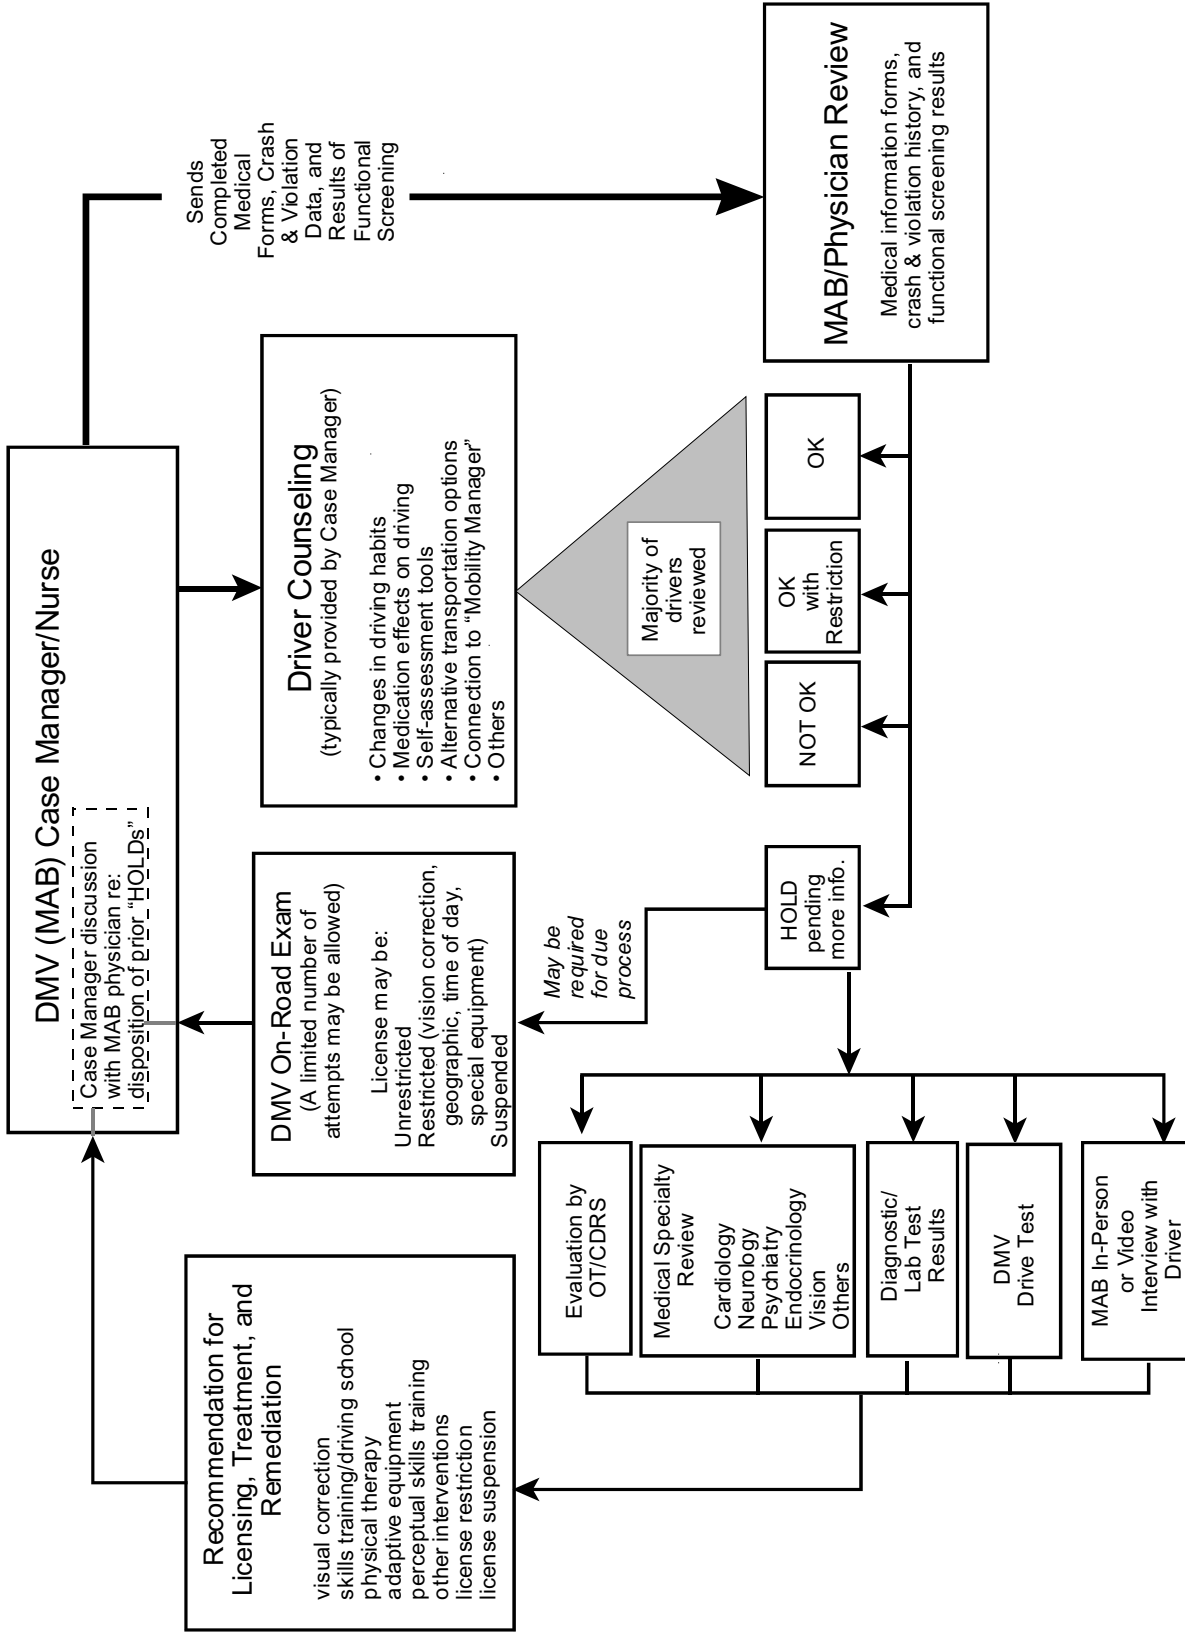 DMV (MAB) Case Manager/Nurse
Case Manager discussion
with MAB physician re:
disposition of prior “HOLDs”
Sends
Completed
Medical
Forms, Crash
& Violation
Data, and
Results of
Functional
Screening
Recommendation for
Licensing, Treatment, and
Remediation
visual correction
skills training/driving school
physical therapy
adaptive equipment
perceptual skills training
other interventions
license restriction
license suspension
DMV On-Road Exam
(A limited number of
attempts may be allowed)
License may be:
Unrestricted
Restricted (vision correction,
geographic, time of day,
special equipment)
Suspended
Driver Counseling
(typically provided by Case Manager)
• Changes in driving habits
• Medication effects on driving
• Self-assessment tools
• Alternative transportation options
• Connection to “Mobility Manager”
• Others
May be
required
for due
process
Majority of
drivers
reviewed
MAB/Physician Review
Medical information forms,
crash & violation history, and
functional screening results
HOLD
pending
more info.
NOT OK
OK
with
Restriction
OK
Evaluation by
OT/CDRS
Medical Specialty
Review
Cardiology
Neurology
Psychiatry
Endocrinology
Vision
Others
Diagnostic/
Lab Test
Results
DMV
Drive Test
MAB In-Person
or Video
Interview with
Driver